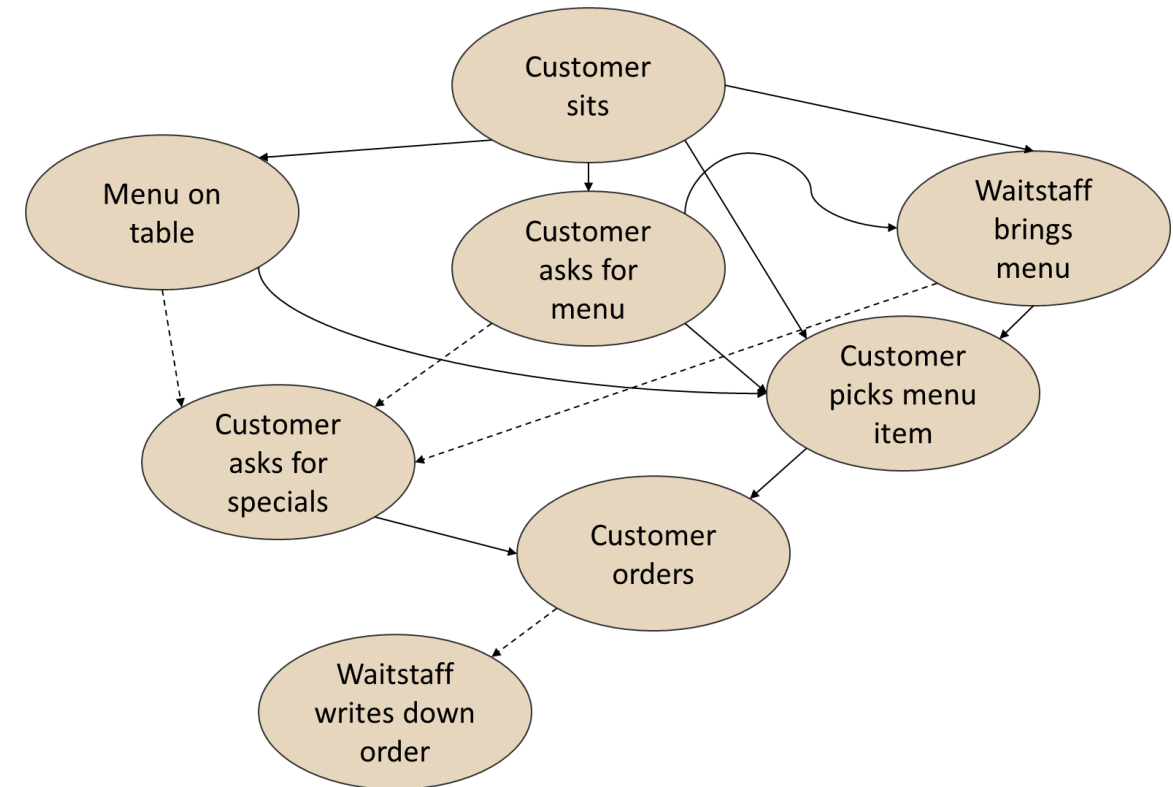 Customer
sits
Menu on
table
Customer
asks for
menu
Waitstaff
brings
menu
Customer
picks menu
item
Customer
asks for
specials
Customer
orders
Waitstaff
writes down
order